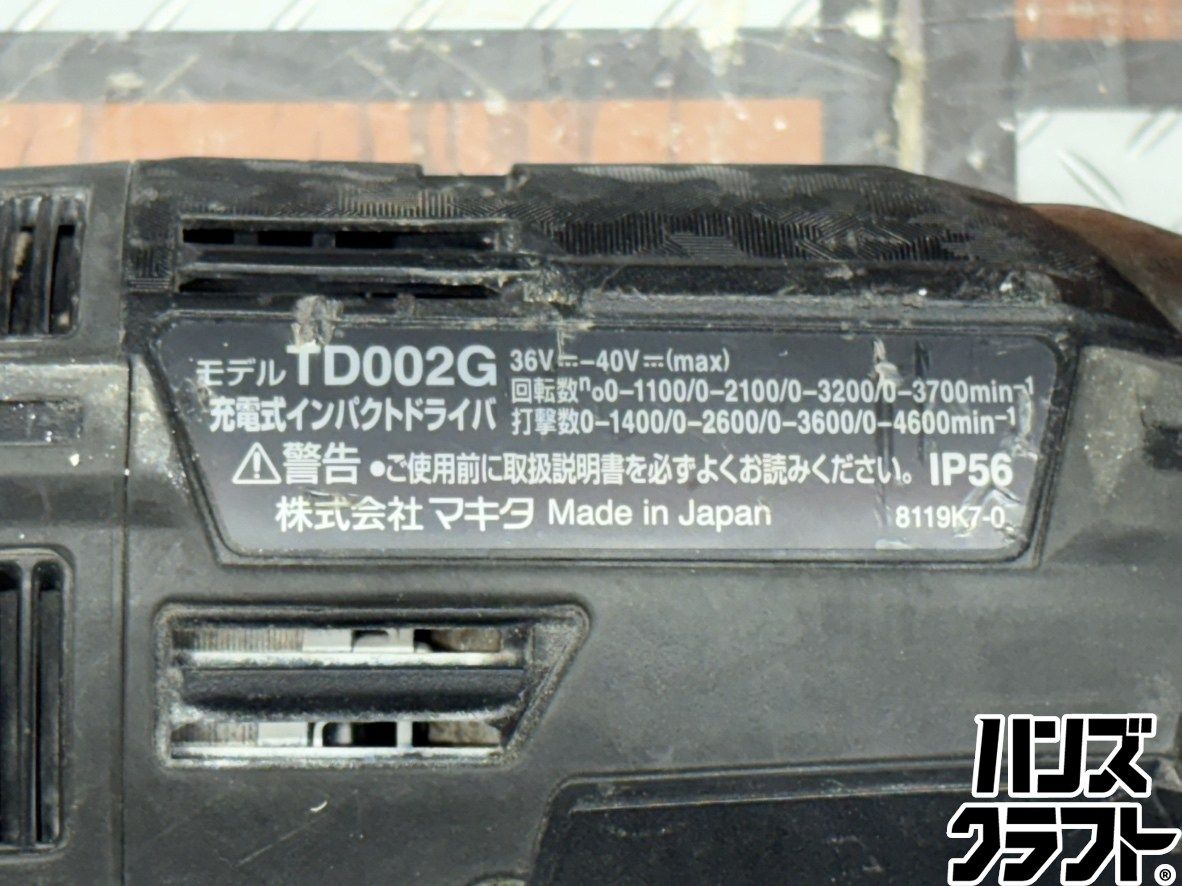 モデル TD002G 36V⎓-40V⎓(max)
回転数n₀0-1100/0-2100/0-3200/0-3700min⁻¹
充電式インパクトドライバ 打撃数0-1400/0-2600/0-3600/0-4600min⁻¹
⚠警告 ●ご使用前に取扱説明書を必ずよくお読みください。 IP56
株式会社 マキタ Made in Japan 8119K7-0
ハンズ
クラフト®